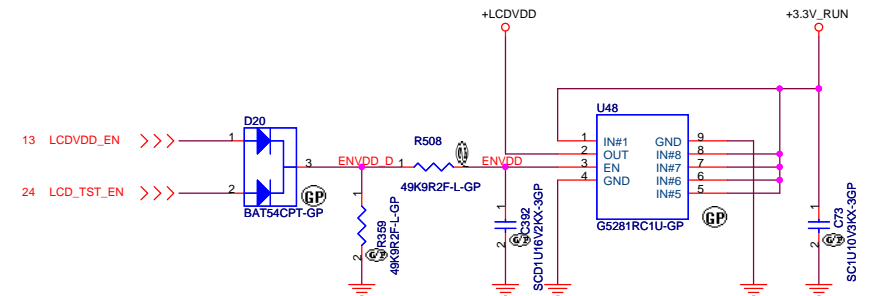 +LCDVDD
+3.3V_RUN
D20
U48
13 LCDVDD_EN
1
3
ENVDD_D
1
R508
ENVDD
1 IN#1 GND 9
2 OUT IN#8 8
3 EN IN#7 7
4 GND IN#6 6
IN#5 5
24 LCD_TST_EN
2
BAT54CPT-GP
GP
49K9R2F-L-GP
G5281RC1U-GP
GP
1
2
R359
49K9R2F-L-GP
1
2
C392
SCD1U16V2KX-3GP
1
2
C73
SC1U10V3KX-3GP